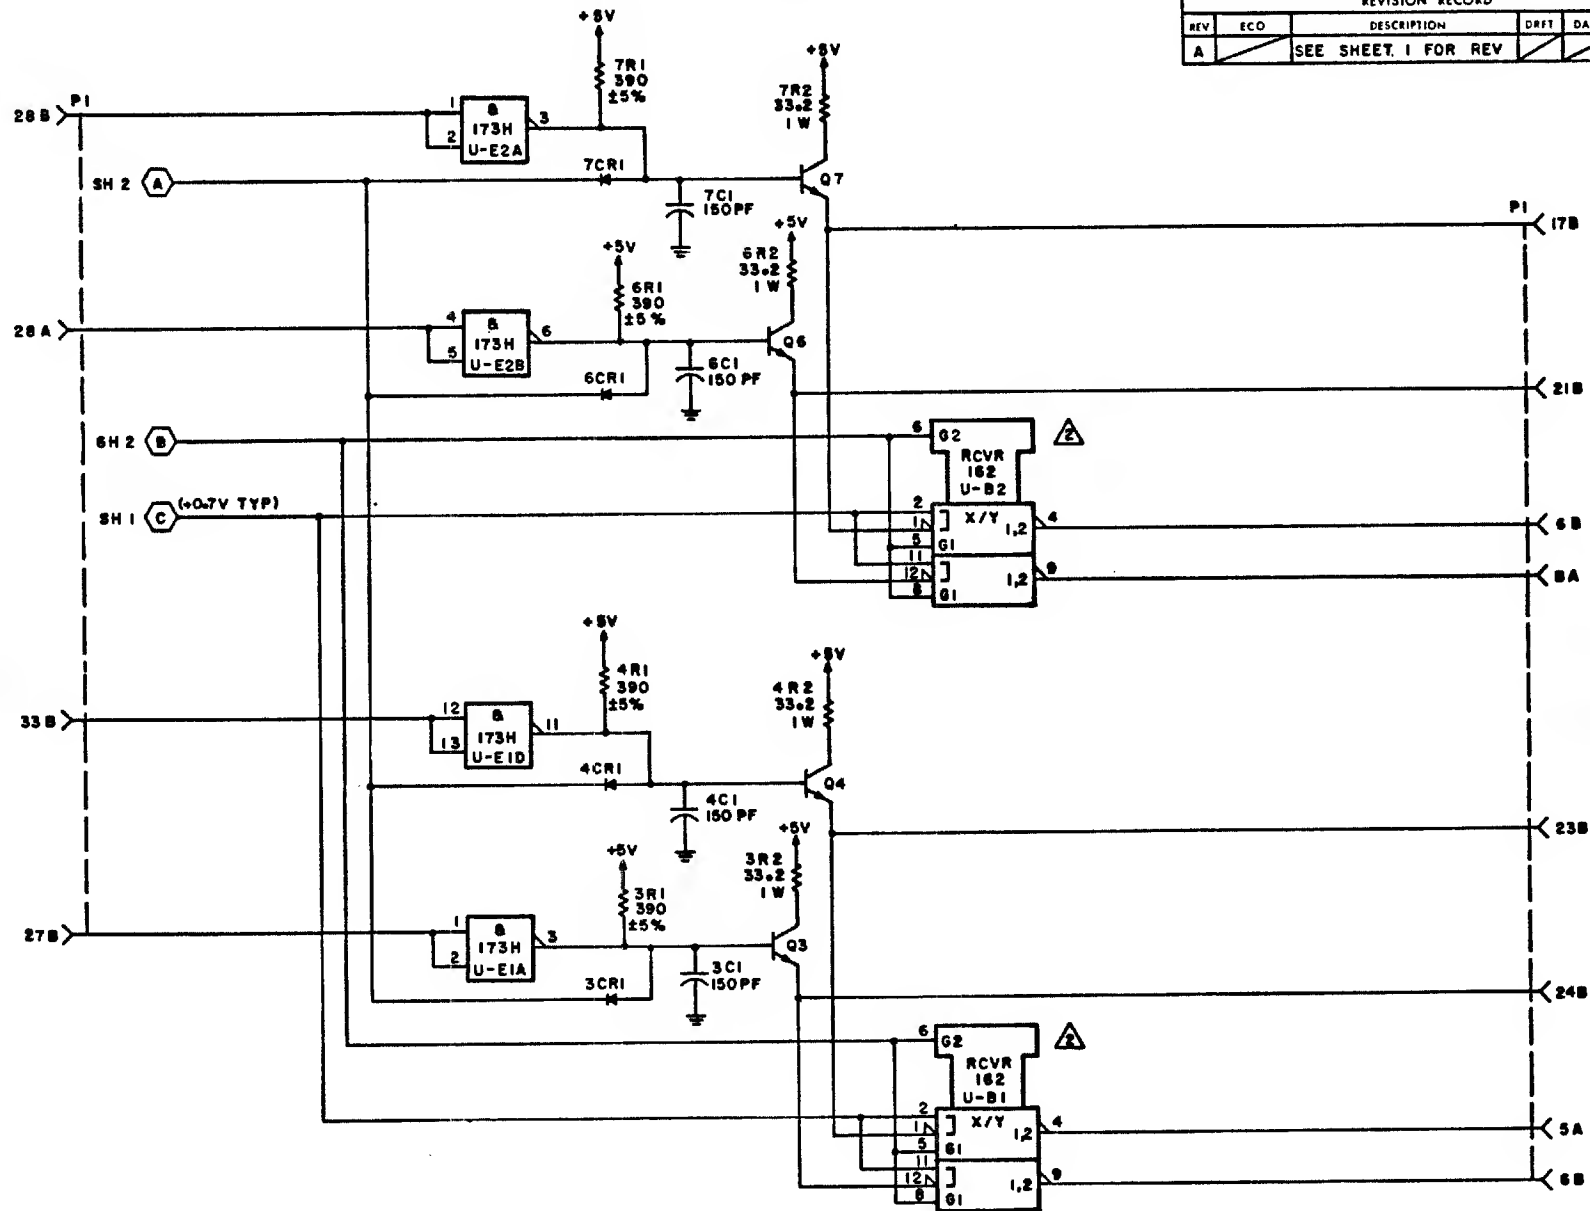 REVISION RECORD
REV ECO DESCRIPTION DRFT DA
A SEE SHEET. 1 FOR REV
+5V
7R1
390
±5%
+5V
7R2
33.2
1 W
28B P1
1
2
&
173H
U-E2A
3
SH 2 A
7CR1
7C1
150PF
Q7
P1
17B
+5V
6R1
390
±5%
+5V
6R2
33.2
1 W
28A
4
5
&
173H
U-E2B
6
6CR1
6C1
150 PF
Q6
21B
SH 2 B
6 G2
RCVR
162
U-B2
2
SH 1 C (+0.7V TYP)
2
1
5
11
12
8
X/Y
G1
1,2
4
6B
G1
1,2
9
8A
+5V
4R1
390
±5%
+5V
4R2
33.2
1 W
33B
12
13
&
173H
U-E1D
11
4CR1
4C1
150 PF
Q4
23B
+5V
3R1
390
±5%
+5V
3R2
33.2
1 W
27B
1
2
&
173H
U-E1A
3
3CR1
3C1
150PF
Q3
24B
6 G2
RCVR
162
U-B1
2
2
1
5
11
12
8
X/Y
G1
1,2
4
5A
G1
1,2
9
6B